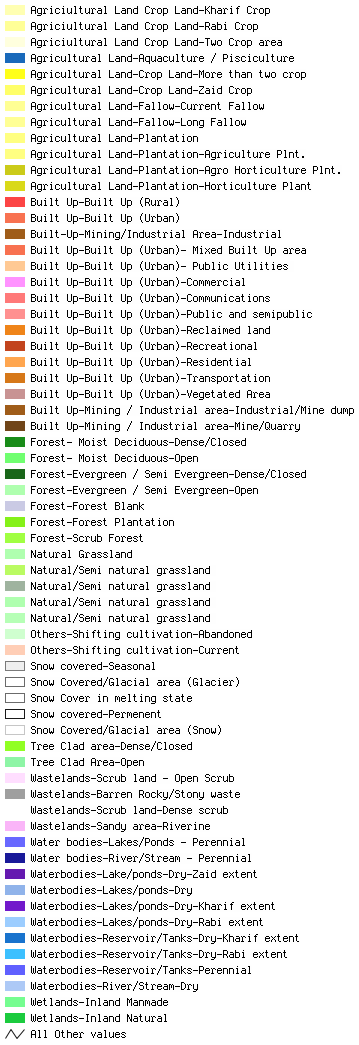 Agriciultural Land Crop Land-Kharif Crop
Agricultural Land Crop Land-Rabi Crop
Agriciultural Land Crop Land-Two Crop area
Agricultural Land-Aquaculture / Pisciculture
Agricultural Land-Crop Land-More than two crop
Agricultural Land-Crop Land-Zaid Crop
Agricultural Land-Fallow-Current Fallow
Agricultural Land-Fallow-Long Fallow
Agricultural Land-Plantation
Agricultural Land-Plantation-Agriculture Plnt.
Agricultural Land-Plantation-Agro Horticulture Plnt.
Agricultural Land-Plantation-Horticulture Plant
Built Up-Built Up (Rural)
Built Up-Built Up (Urban)
Built-Up-Mining/Industrial Area-Industrial
Built Up-Built Up (Urban)- Mixed Built Up area
Built Up-Built Up (Urban)- Public Utilities
Built Up-Built Up (Urban)-Commercial
Built Up-Built Up (Urban)-Communications
Built Up-Built Up (Urban)-Public and semipublic
Built Up-Built Up (Urban)-Reclaimed land
Built Up-Built Up (Urban)-Recreational
Built Up-Built Up (Urban)-Residential
Built Up-Built Up (Urban)-Transportation
Built Up-Built Up (Urban)-Vegetated Area
Built Up-Mining / Industrial area-Industrial/Mine dump
Built Up-Mining / Industrial area-Mine/Quarry
Forest- Moist Deciduous-Dense/Closed
Forest- Moist Deciduous-Open
Forest-Evergreen / Semi Evergreen-Dense/Closed
Forest-Evergreen / Semi Evergreen-Open
Forest-Forest Blank
Forest-Forest Plantation
Forest-Scrub Forest
Natural Grassland
Natural/Semi natural grassland
Natural/Semi natural grassland
Natural/Semi natural grassland
Natural/Semi natural grassland
Others-Shifting cultivation-Abandoned
Others-Shifting cultivation-Current
Snow covered-Seasonal
Snow Covered/Glacial area (Glacier)
Snow Cover in melting state
Snow covered-Permenent
Snow Covered/Glacial area (Snow)
Tree Clad area-Dense/Closed
Tree Clad Area-Open
Wastelands-Scrub land - Open Scrub
Wastelands-Barren Rocky/Stony waste
Wastelands-Scrub land-Dense scrub
Wastelands-Sandy area-Riverine
Water bodies-Lakes/Ponds - Perennial
Water bodies-River/Stream - Perennial
Waterbodies-Lake/ponds-Dry-Zaid extent
Waterbodies-Lakes/ponds-Dry
Waterbodies-Lakes/ponds-Dry-Kharif extent
Waterbodies-Lakes/ponds-Dry-Rabi extent
Waterbodies-Reservoir/Tanks-Dry-Kharif extent
Waterbodies-Reservoir/Tanks-Dry-Rabi extent
Waterbodies-Reservoir/Tanks-Perennial
Waterbodies-River/Stream-Dry
Wetlands-Inland Manmade
Wetlands-Inland Natural
All Other values